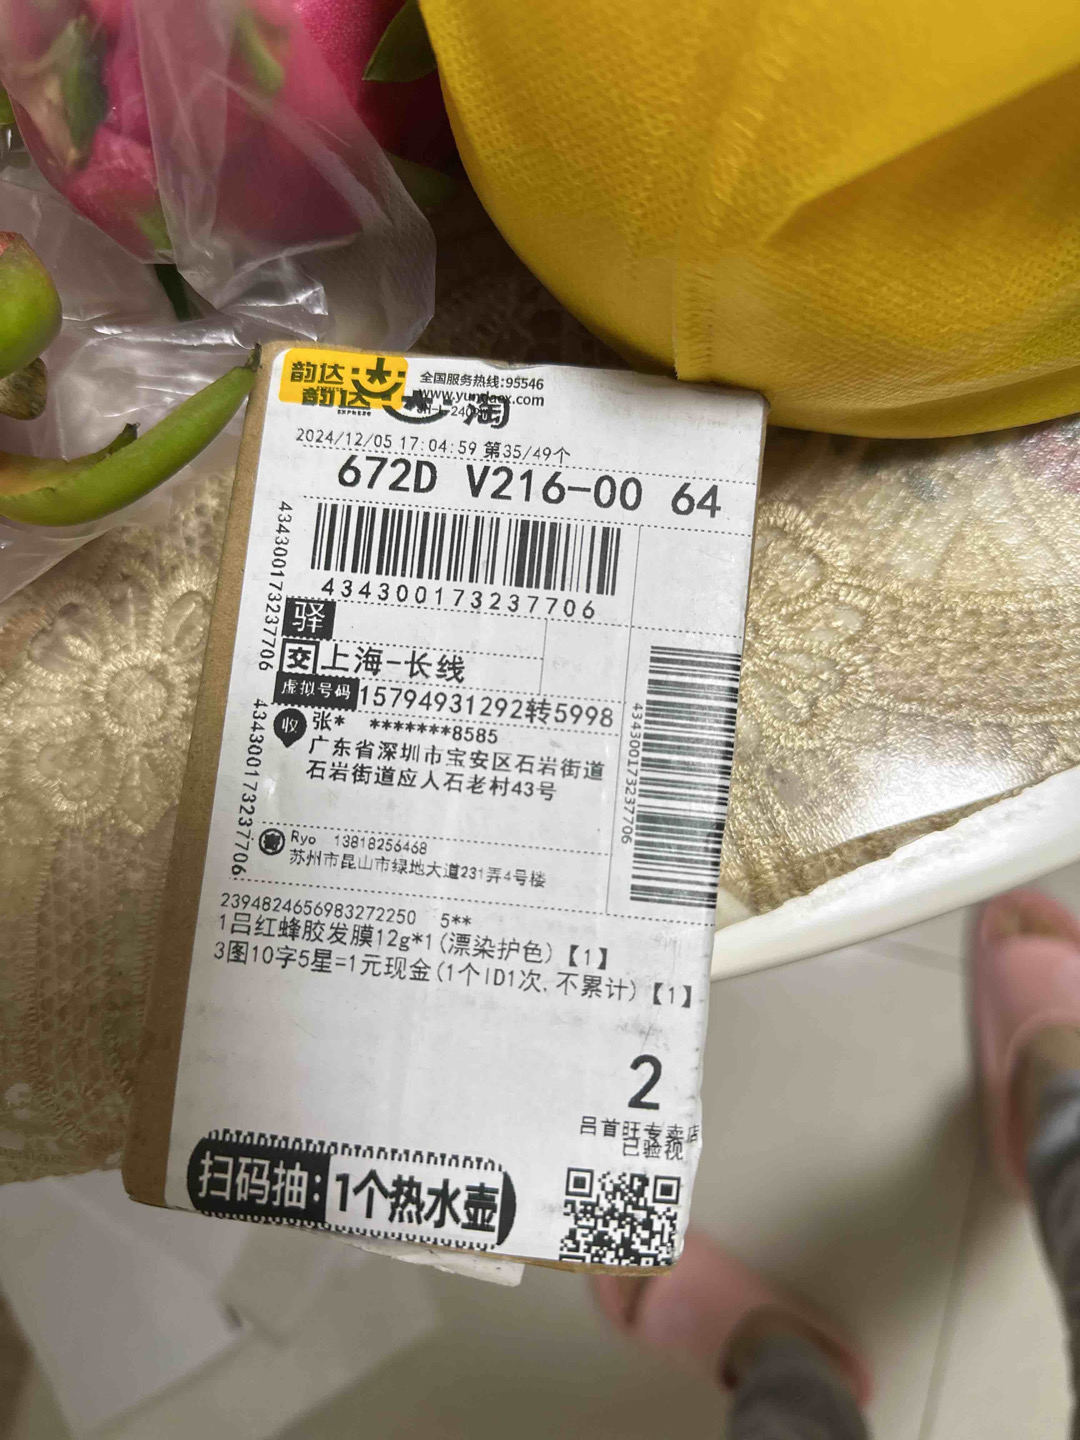 韵达
韵达
EXPRESS
淘
全国服务热线:95546
www.yundaex.com
2024/12/05 17:04:59 第35/49个
672D V216-00 64
434300173237706
434300173237706
驿
交 上海-长线
虚拟号码 15794931292转5998
收 张* *******8585
广东省深圳市宝安区石岩街道
石岩街道应人石老村43号
434300173237706
434300173237706
Ryo 13818256468
苏州市昆山市绿地大道231弄4号楼
2394824656983272250 5**
1吕红蜂胶发膜12g*1(漂染护色)【1】
3图10字5星=1元现金(1个ID1次,不累计)【1】
2
吕首旺专卖店
已验视
扫码抽: 1个热水壶